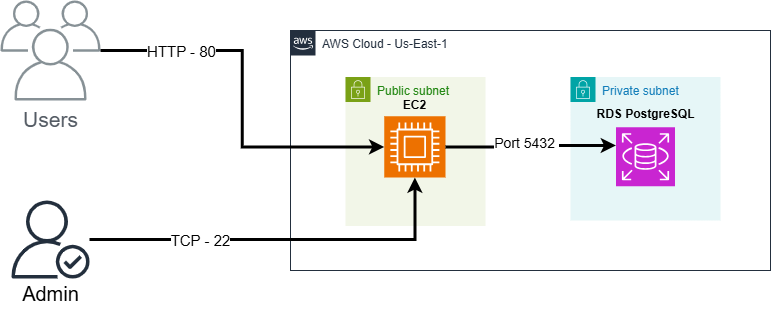 aws
AWS Cloud - Us-East-1
HTTP - 80
Public subnet
EC2
Private subnet
RDS PostgreSQL
Users
Port 5432
TCP - 22
Admin